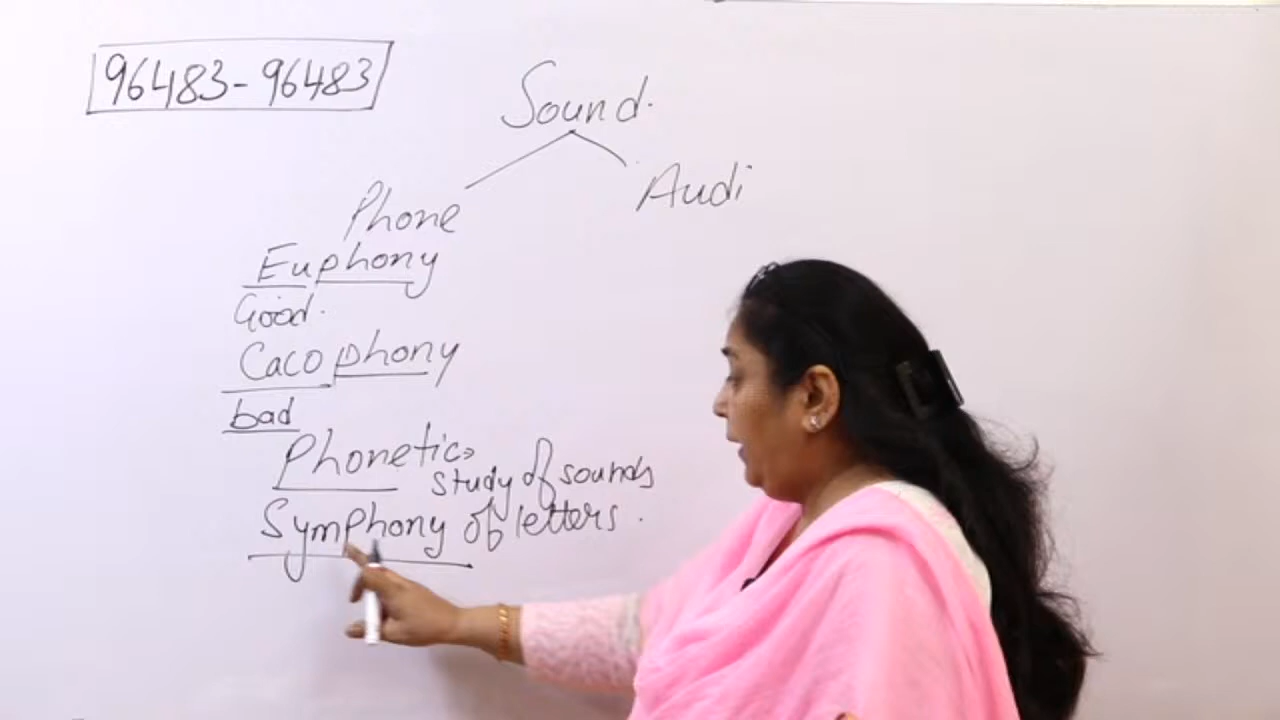 96483-96483
Sound.
Phone
Audi
Euphony
Good.
Cacophony
bad
Phonetics
study of sounds
Symphony of letters.